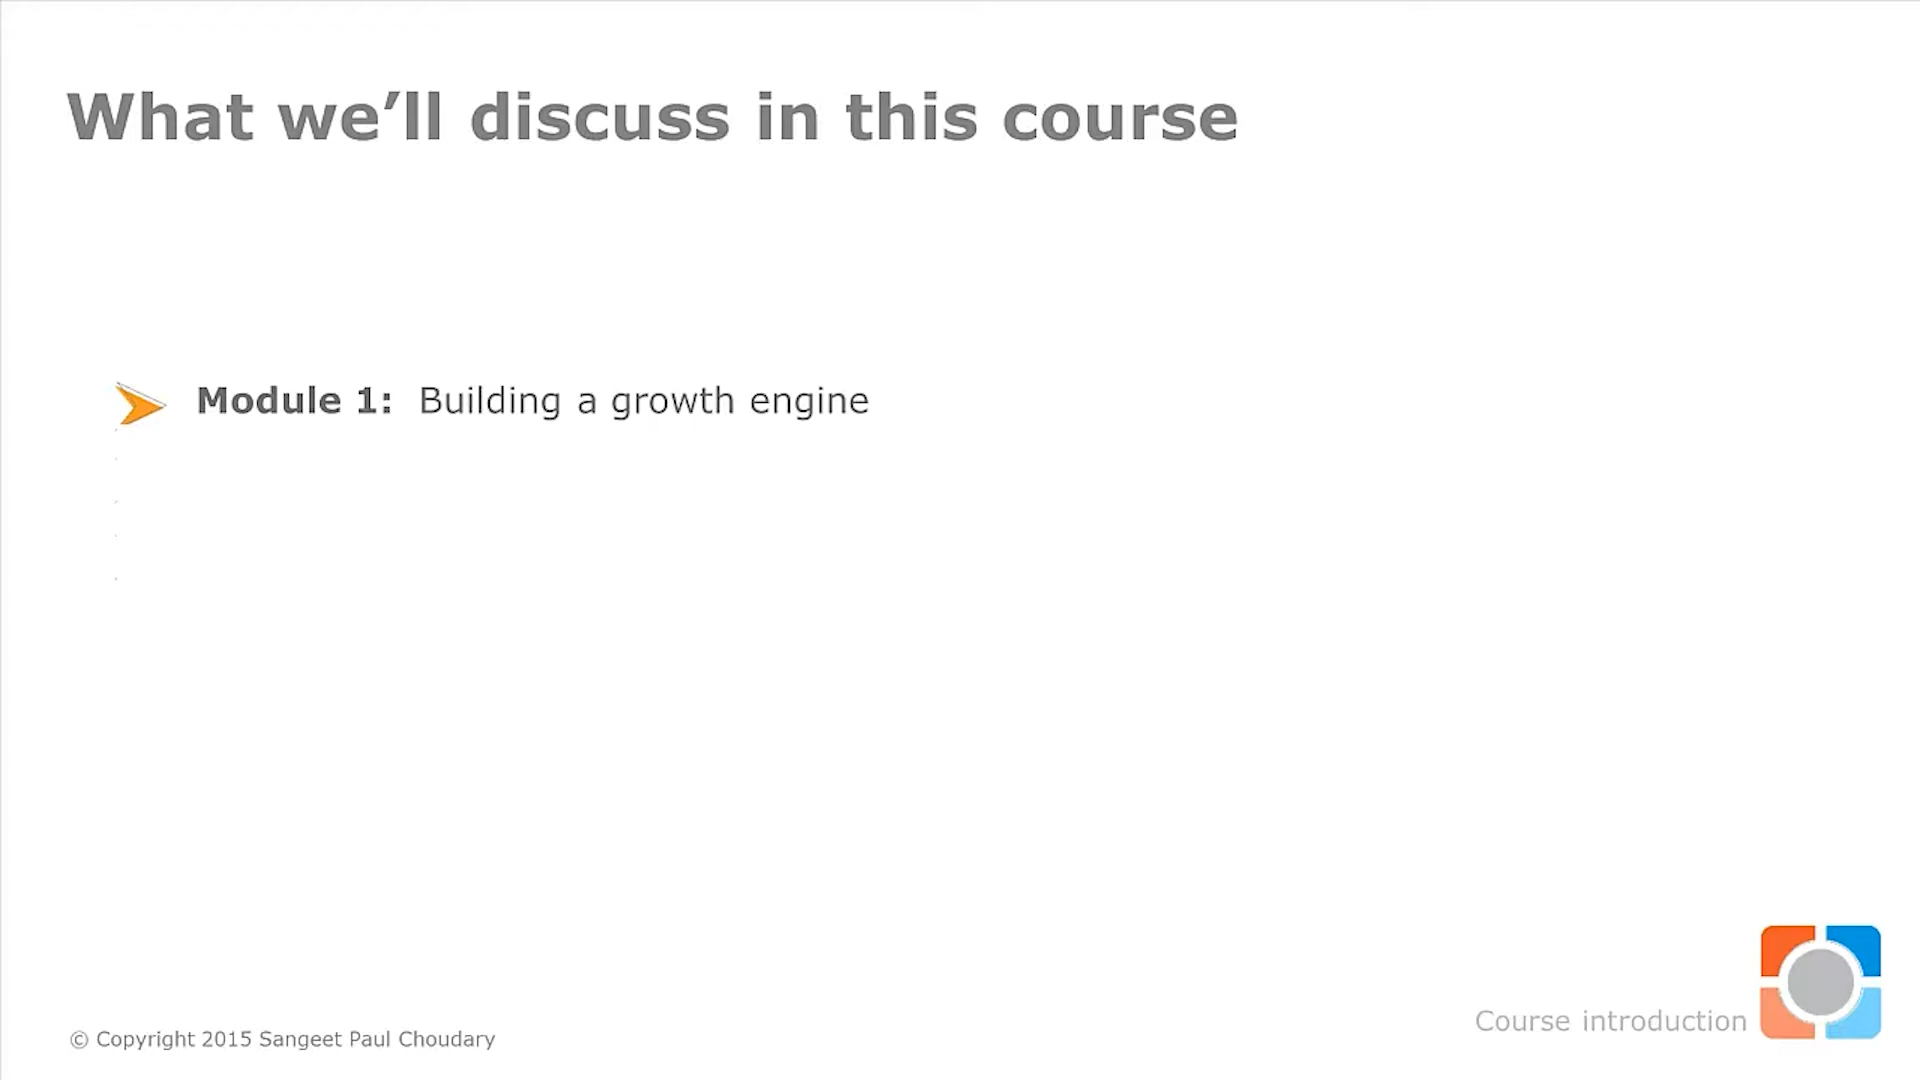 What we’ll discuss in this course
Module 1: Building a growth engine
Course introduction
© Copyright 2015 Sangeet Paul Choudary